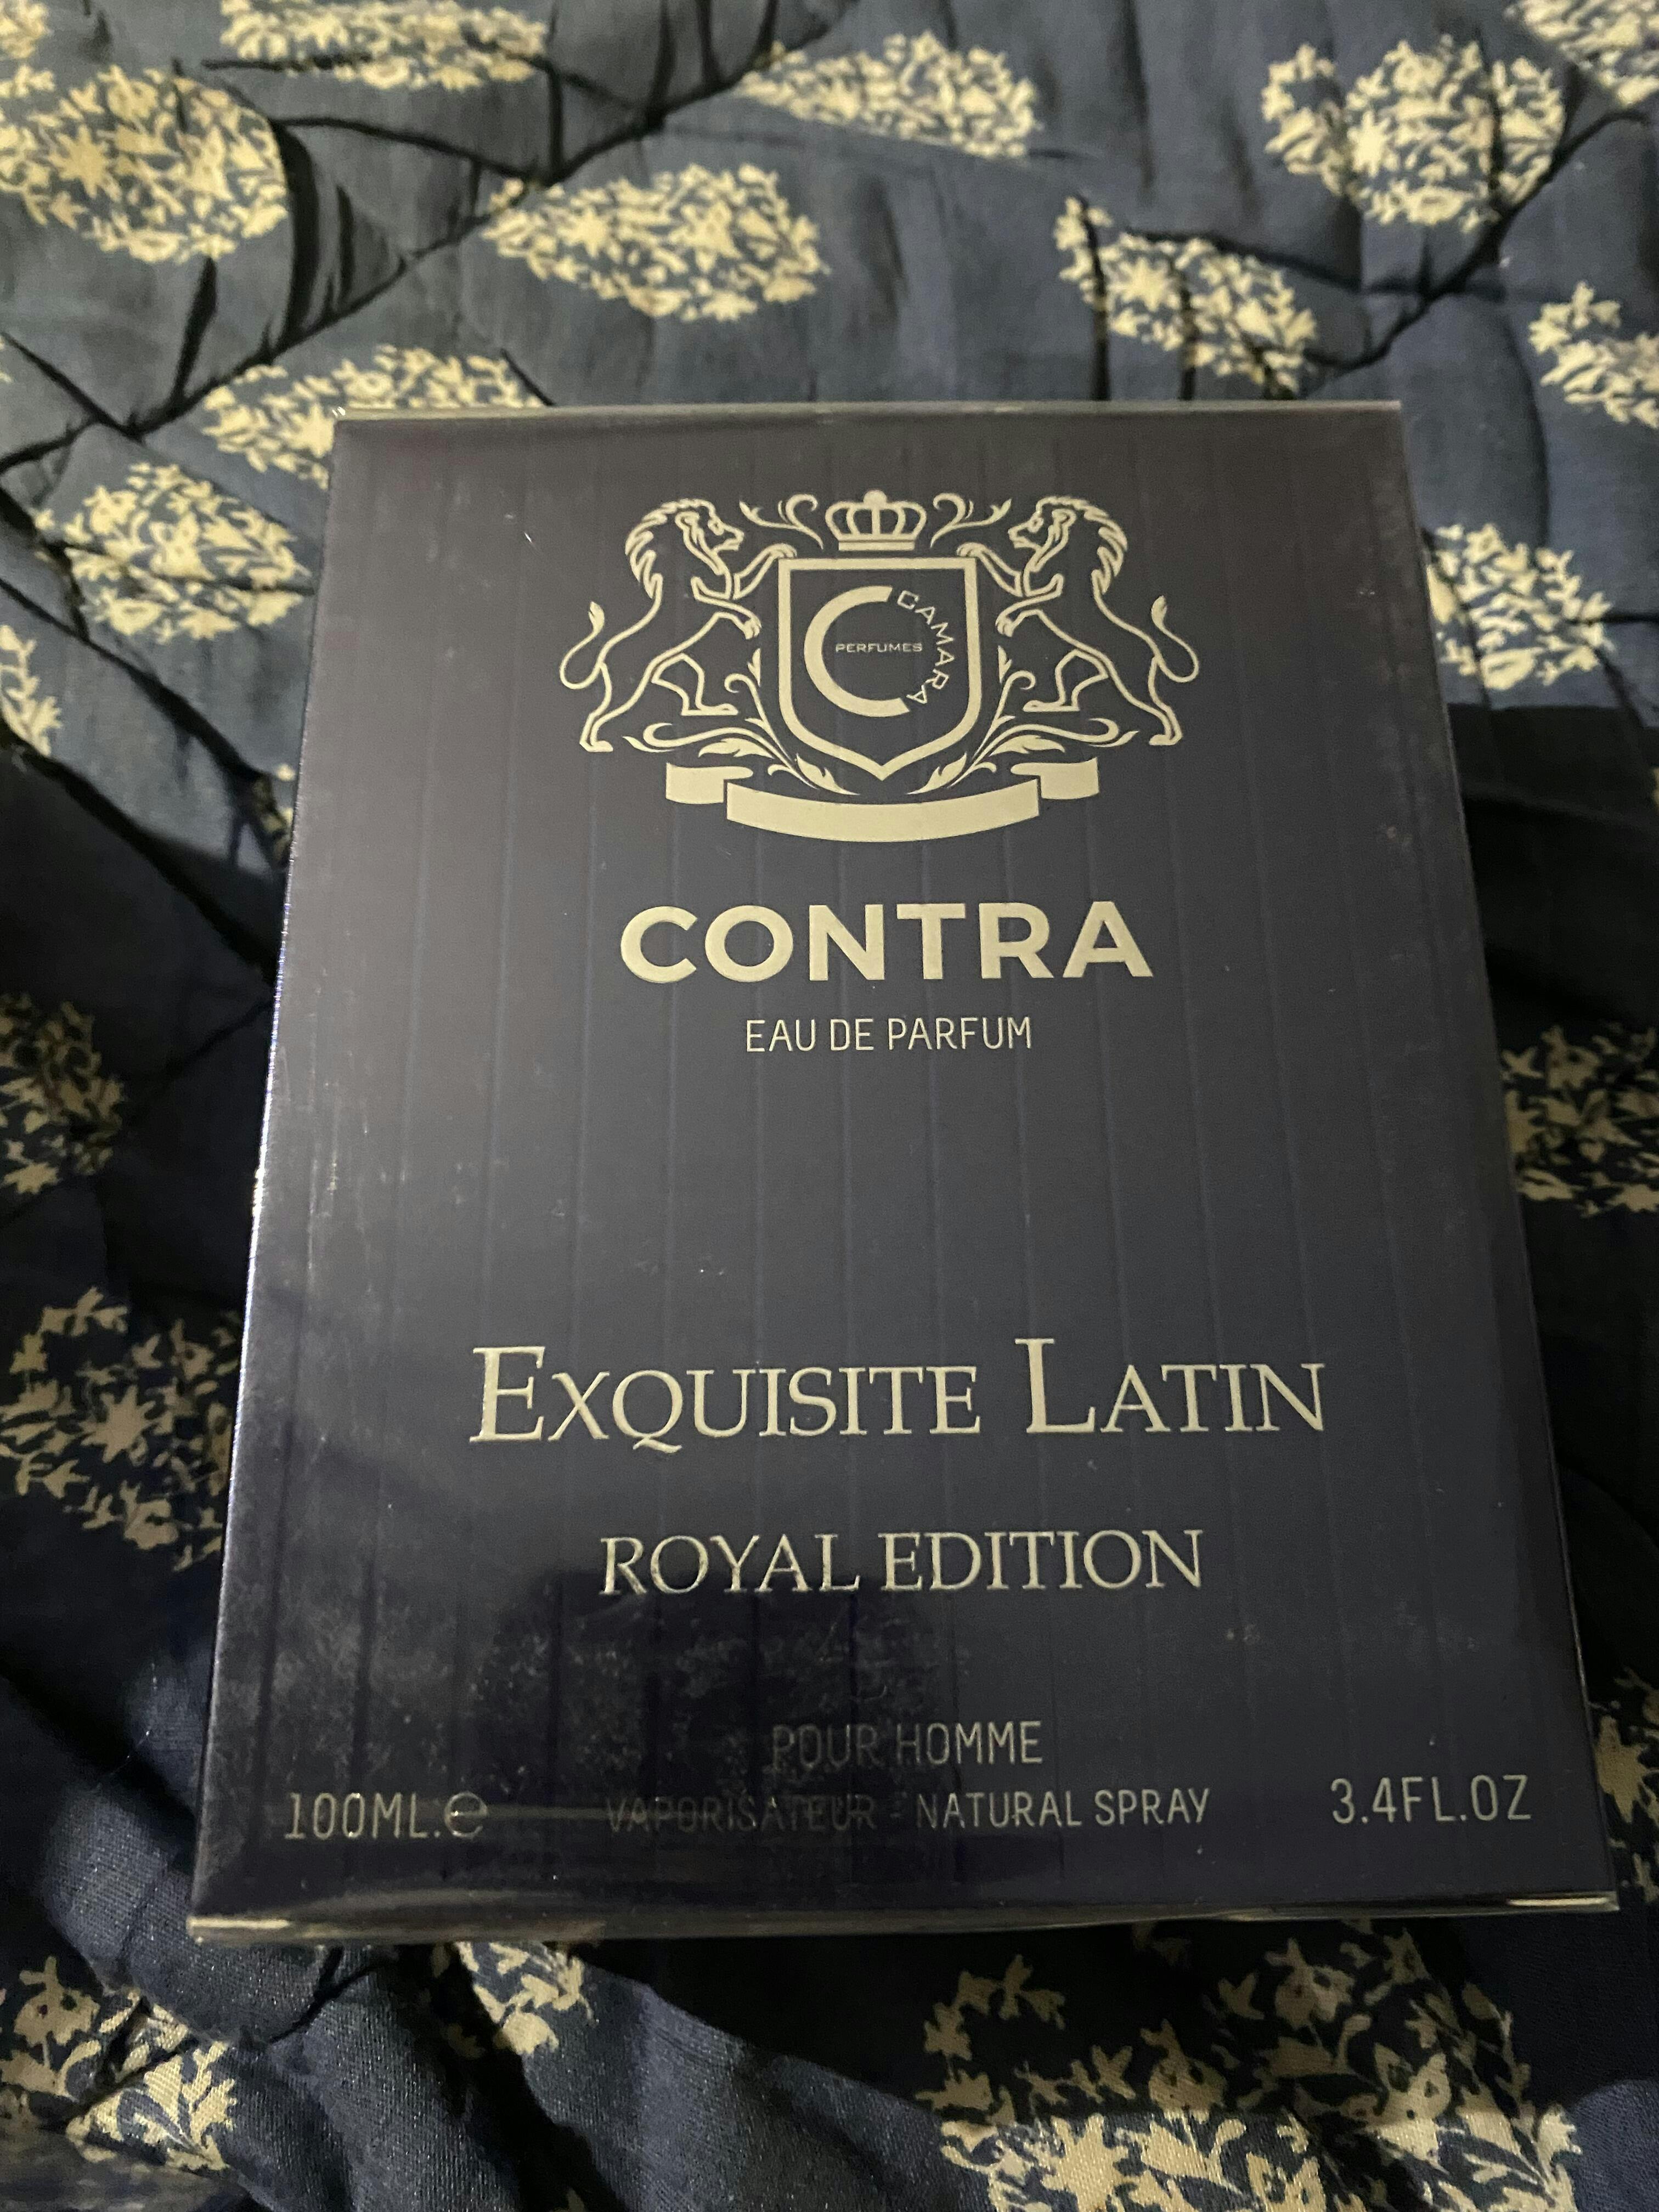 CAMARA
PERFUMES
CONTRA
EAU DE PARFUM
EXQUISITE LATIN
ROYAL EDITION
POUR HOMME
100ML.e VAPORISATEUR - NATURAL SPRAY 3.4FL.OZ